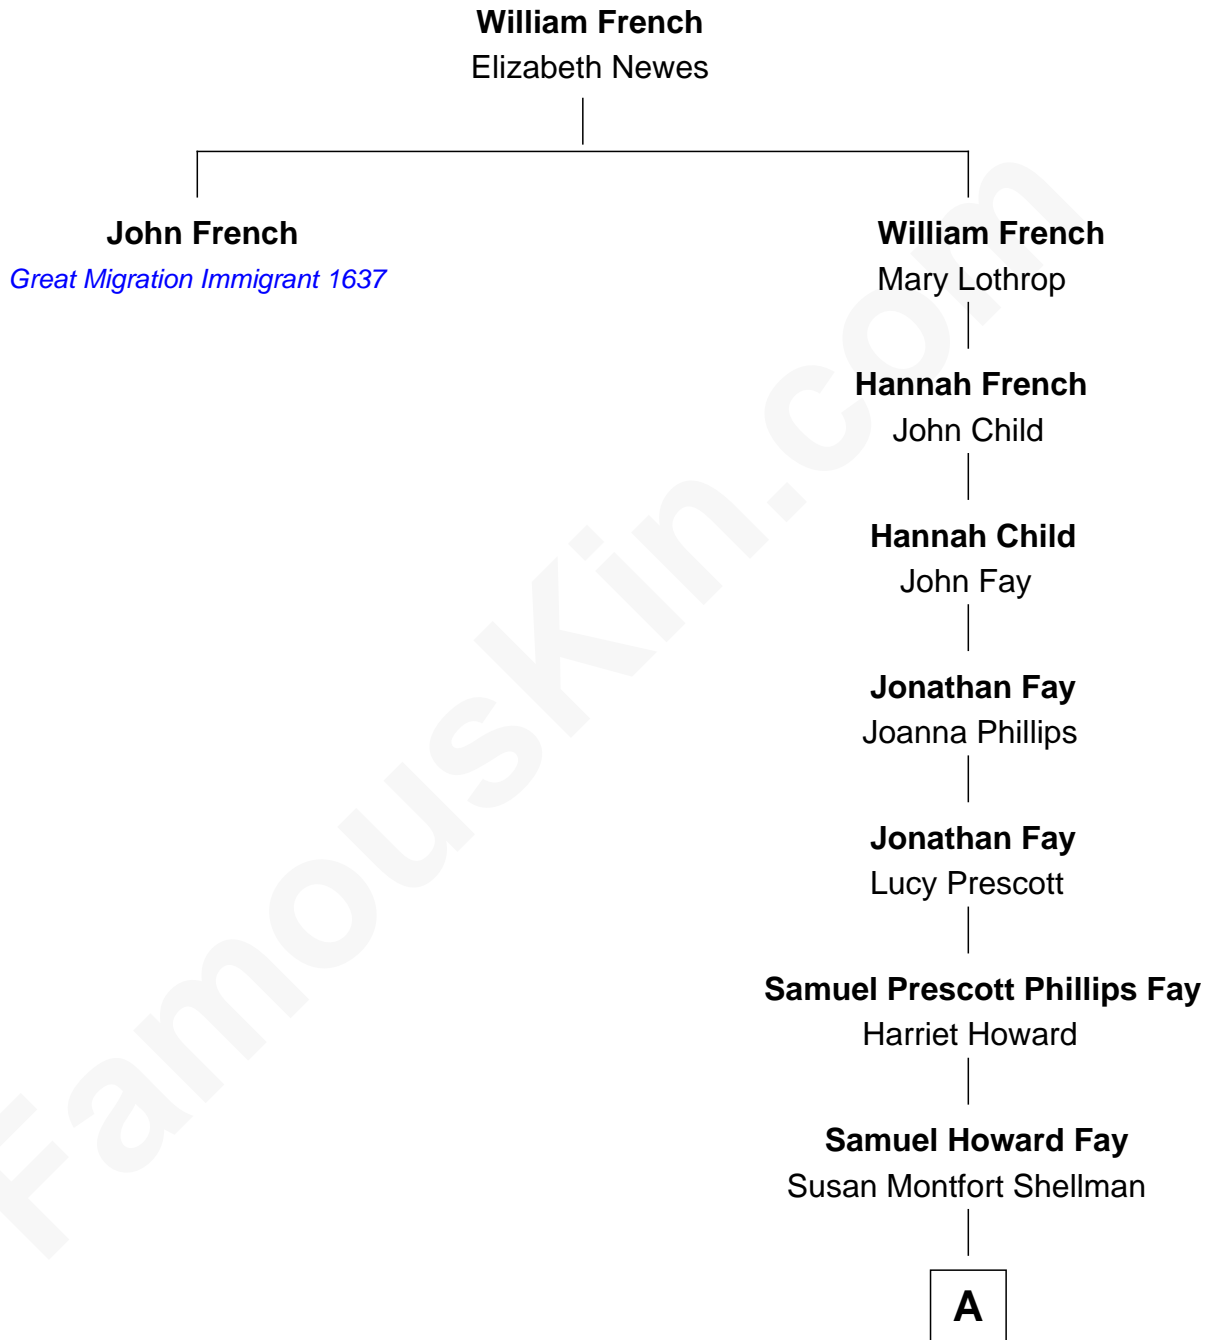 William French
Elizabeth Newes
John French
Great Migration Immigrant 1637
William French
Mary Lothrop
Hannah French
John Child
Hannah Child
John Fay
Jonathan Fay
Joanna Phillips
Jonathan Fay
Lucy Prescott
Samuel Prescott Phillips Fay
Harriet Howard
Samuel Howard Fay
Susan Montfort Shellman
A
FamousKin.com